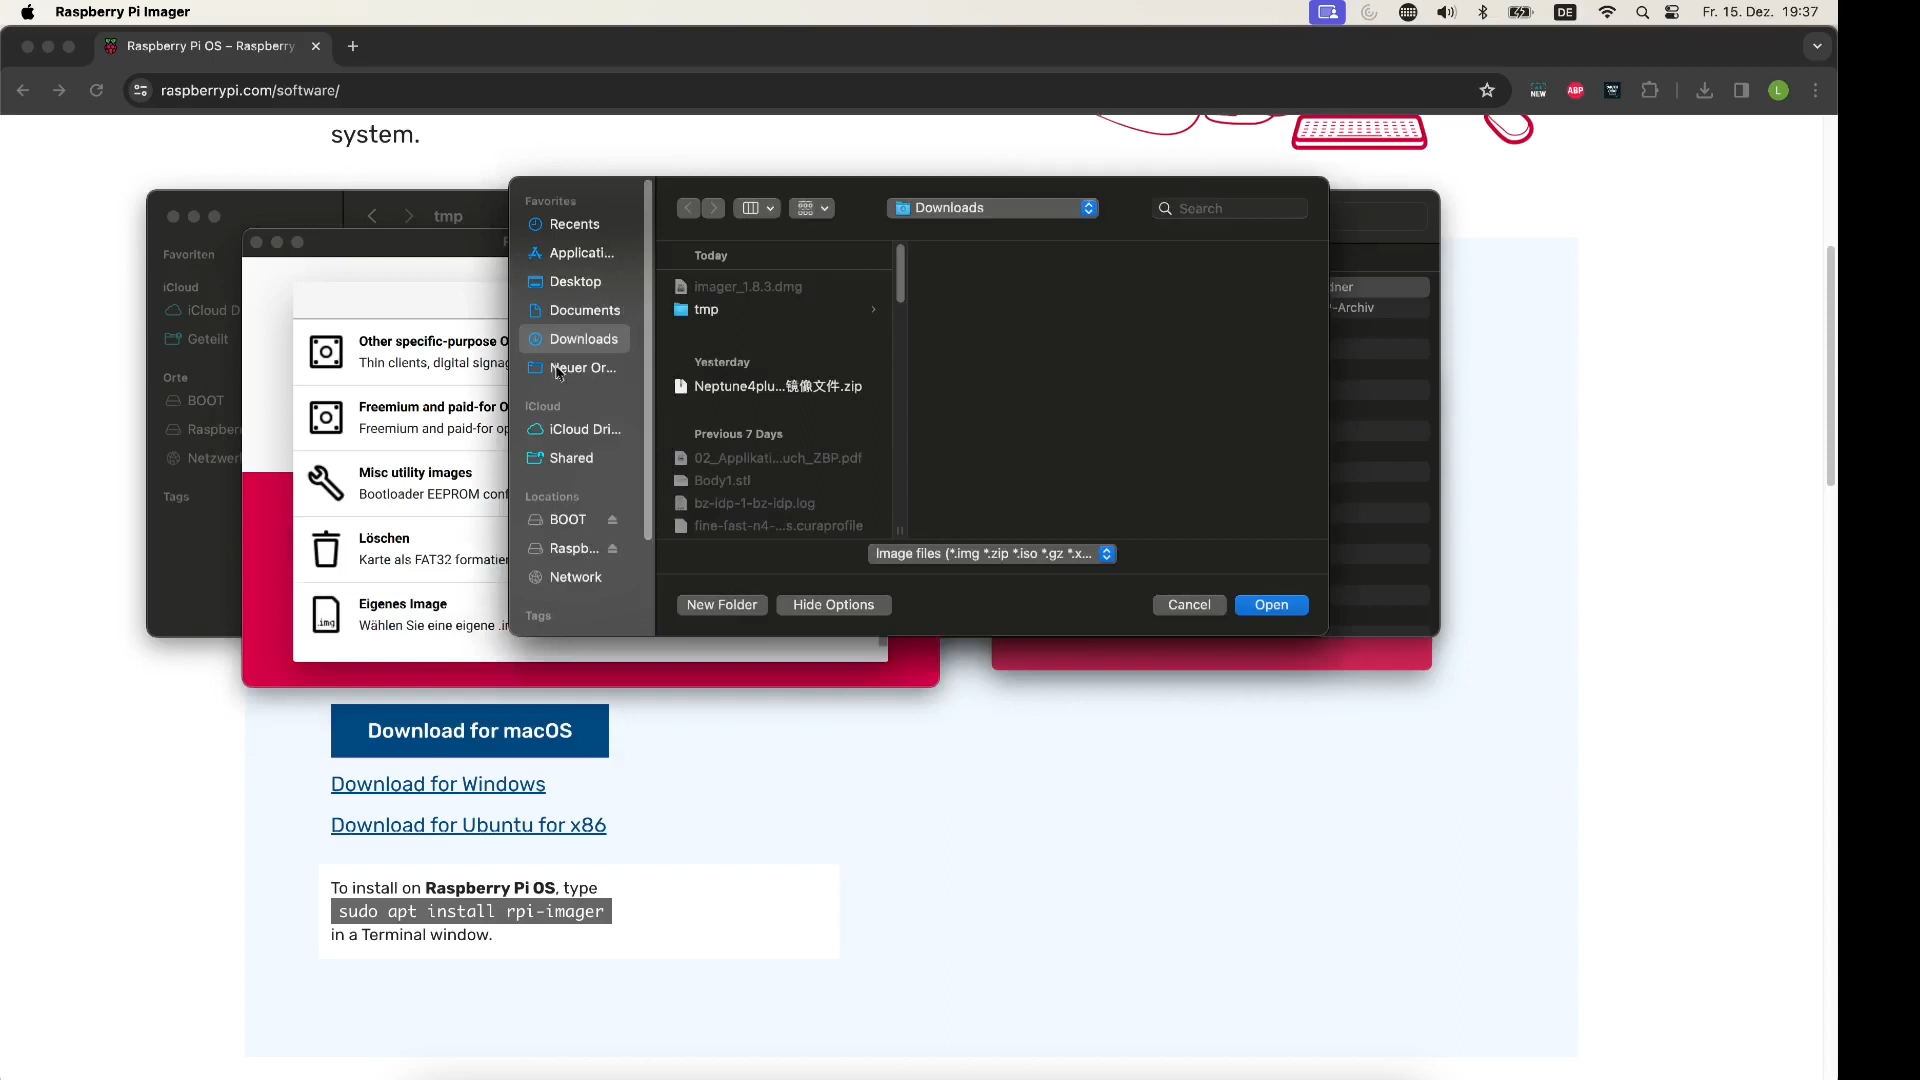 Raspberry Pi Imager
DE
Fr. 15. Dez. 19:37
Raspberry Pi OS – Raspberry
raspberrypi.com/software/
NEW
ABP
L
system.
tmp
Favoriten
iCloud
iCloud D
Geteilt
Orte
BOOT
Raspber
Netzwer
Tags
Other specific-purpose O
Thin clients, digital signag
Freemium and paid-for O
Freemium and paid-for op
Misc utility images
Bootloader EEPROM conf
Löschen
Karte als FAT32 formatier
.img
Eigenes Image
Wählen Sie eine eigene .ir
Favorites
Recents
Applicati...
Desktop
Documents
Downloads
Neuer Or...
iCloud
iCloud Dri...
Shared
Locations
BOOT
Raspb...
Network
Tags
Downloads
Search
Today
imager_1.8.3.dmg
tmp
Yesterday
Neptune4plu...镜像文件.zip
Previous 7 Days
02_Applikati...uch_ZBP.pdf
Body1.stl
bz-idp-1-bz-idp.log
fine-fast-n4-...s.curaprofile
Image files (*.img *.zip *.iso *.gz *.x...
New Folder
Hide Options
Cancel
Open
dner
-Archiv
Download for macOS
Download for Windows
Download for Ubuntu for x86
To install on Raspberry Pi OS, type
sudo apt install rpi-imager
in a Terminal window.